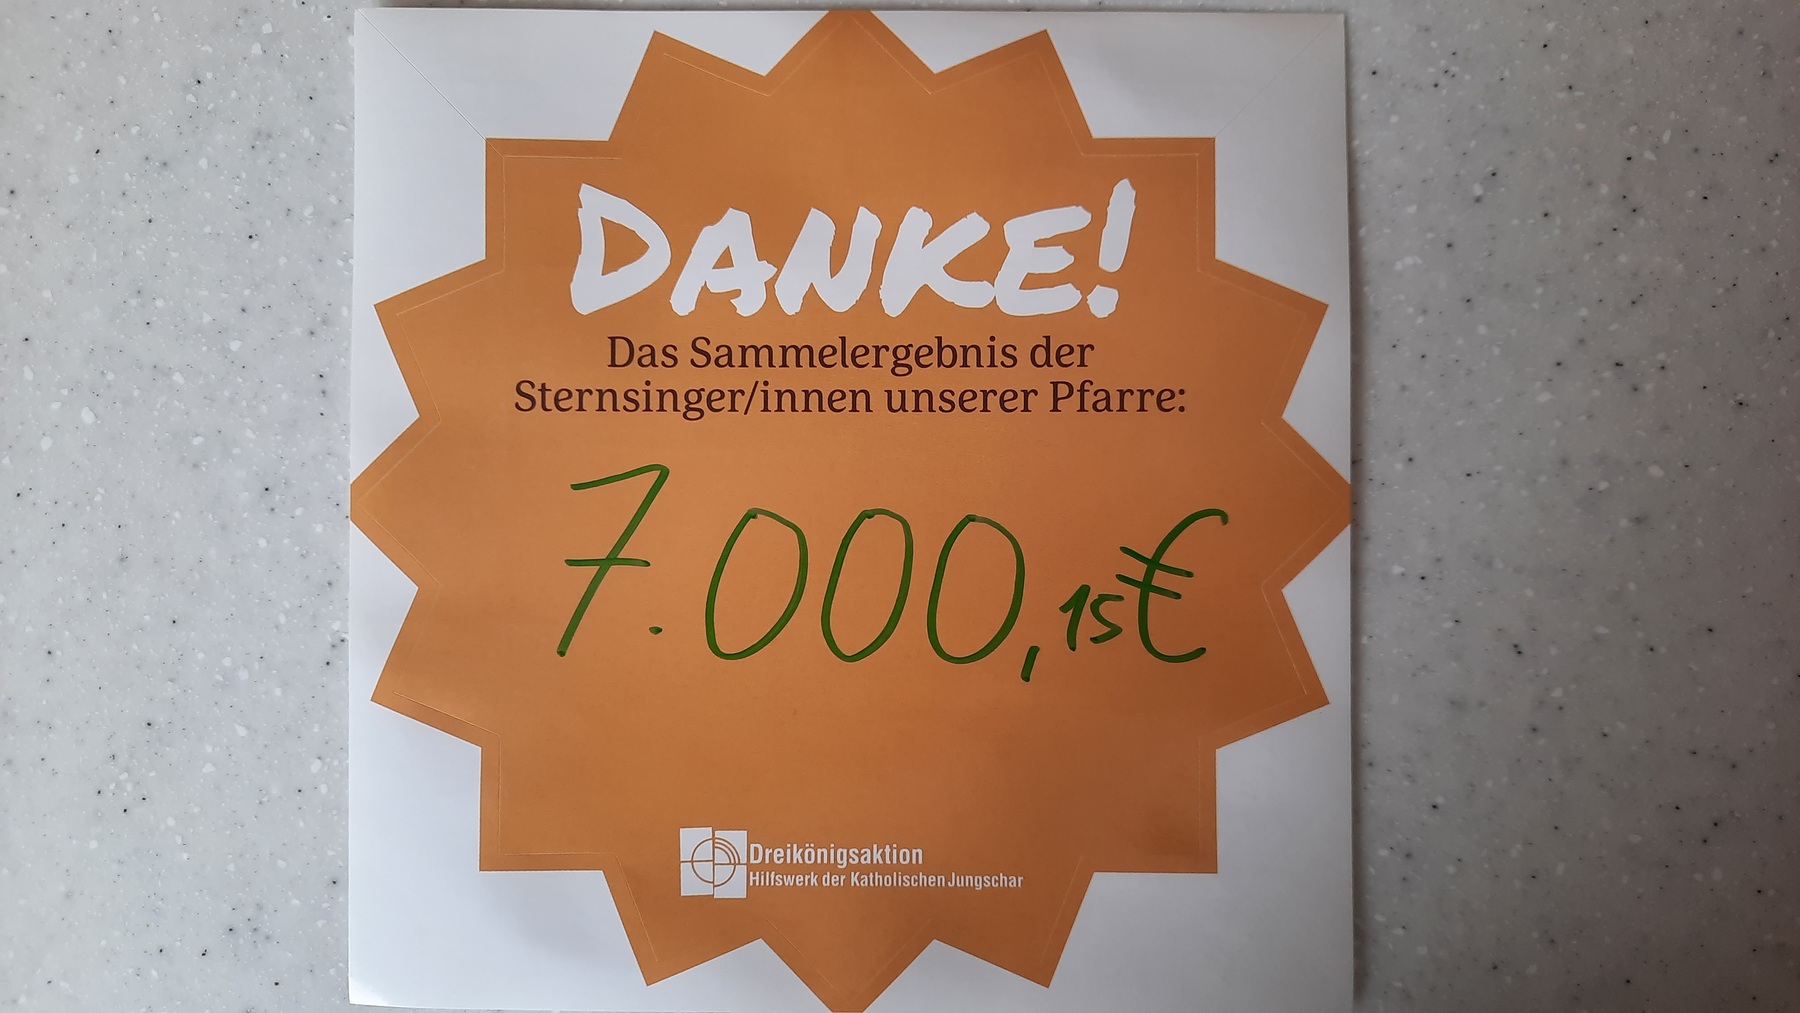 DANKE!
Das Sammelergebnis der
Sternsinger/innen unserer Pfarre:
7.000,15€
Dreikönigsaktion
Hilfswerk der Katholischen Jungschar